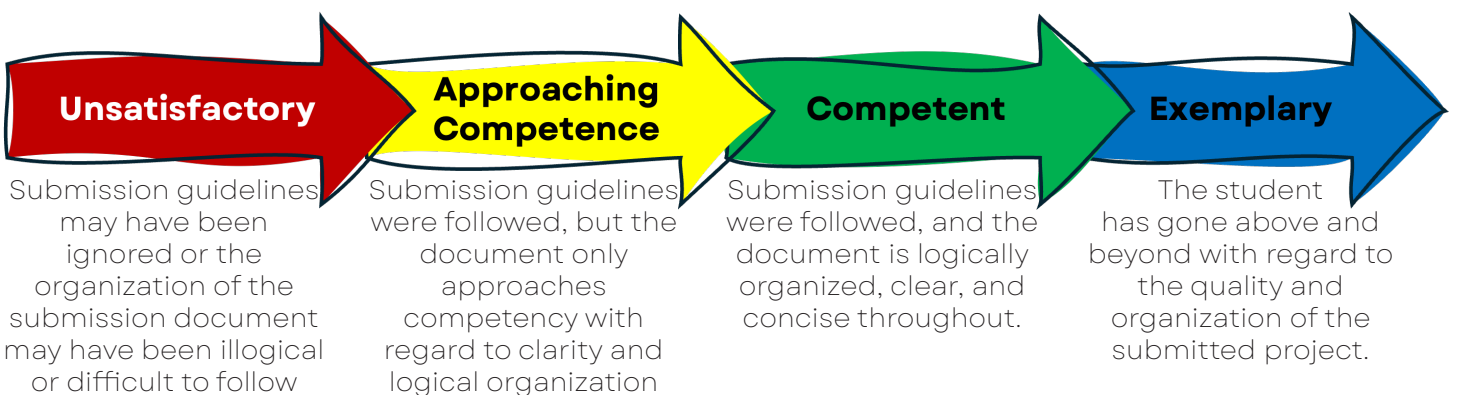 Unsatisfactory
Submission guidelines
may have been
ignored or the
organization of the
submission document
may have been illogical
or difficult to follow
Approaching
Competence
Submission guidelines
were followed, but the
document only
approaches
competency with
regard to clarity and
logical organization
Competent
Submission guidelines
were followed, and the
document is logically
organized, clear, and
concise throughout.
Exemplary
The student
has gone above and
beyond with regard to
the quality and
organization of the
submitted project.